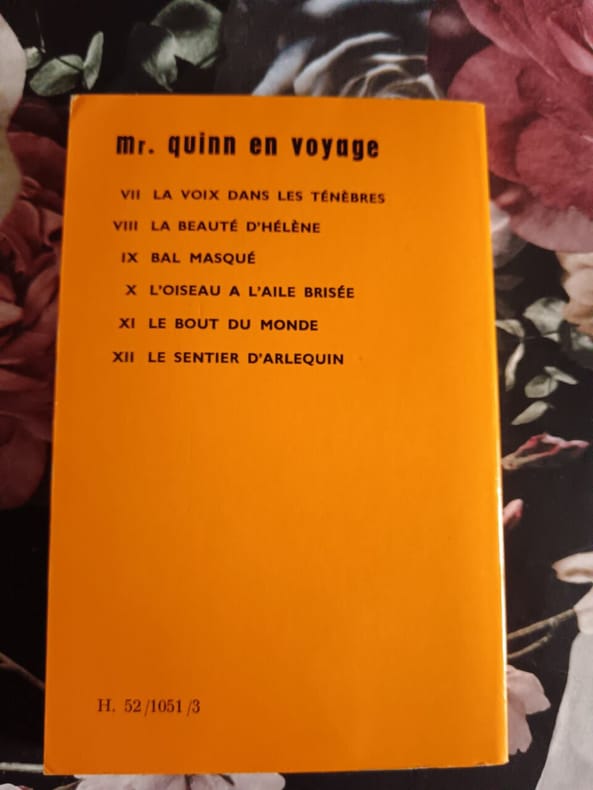 mr. quinn en voyage
VII LA VOIX DANS LES TÉNÈBRES
VIII LA BEAUTÉ D'HÉLÈNE
IX BAL MASQUÉ
X L'OISEAU A L'AILE BRISÉE
XI LE BOUT DU MONDE
XII LE SENTIER D'ARLEQUIN
H. 52/1051/3